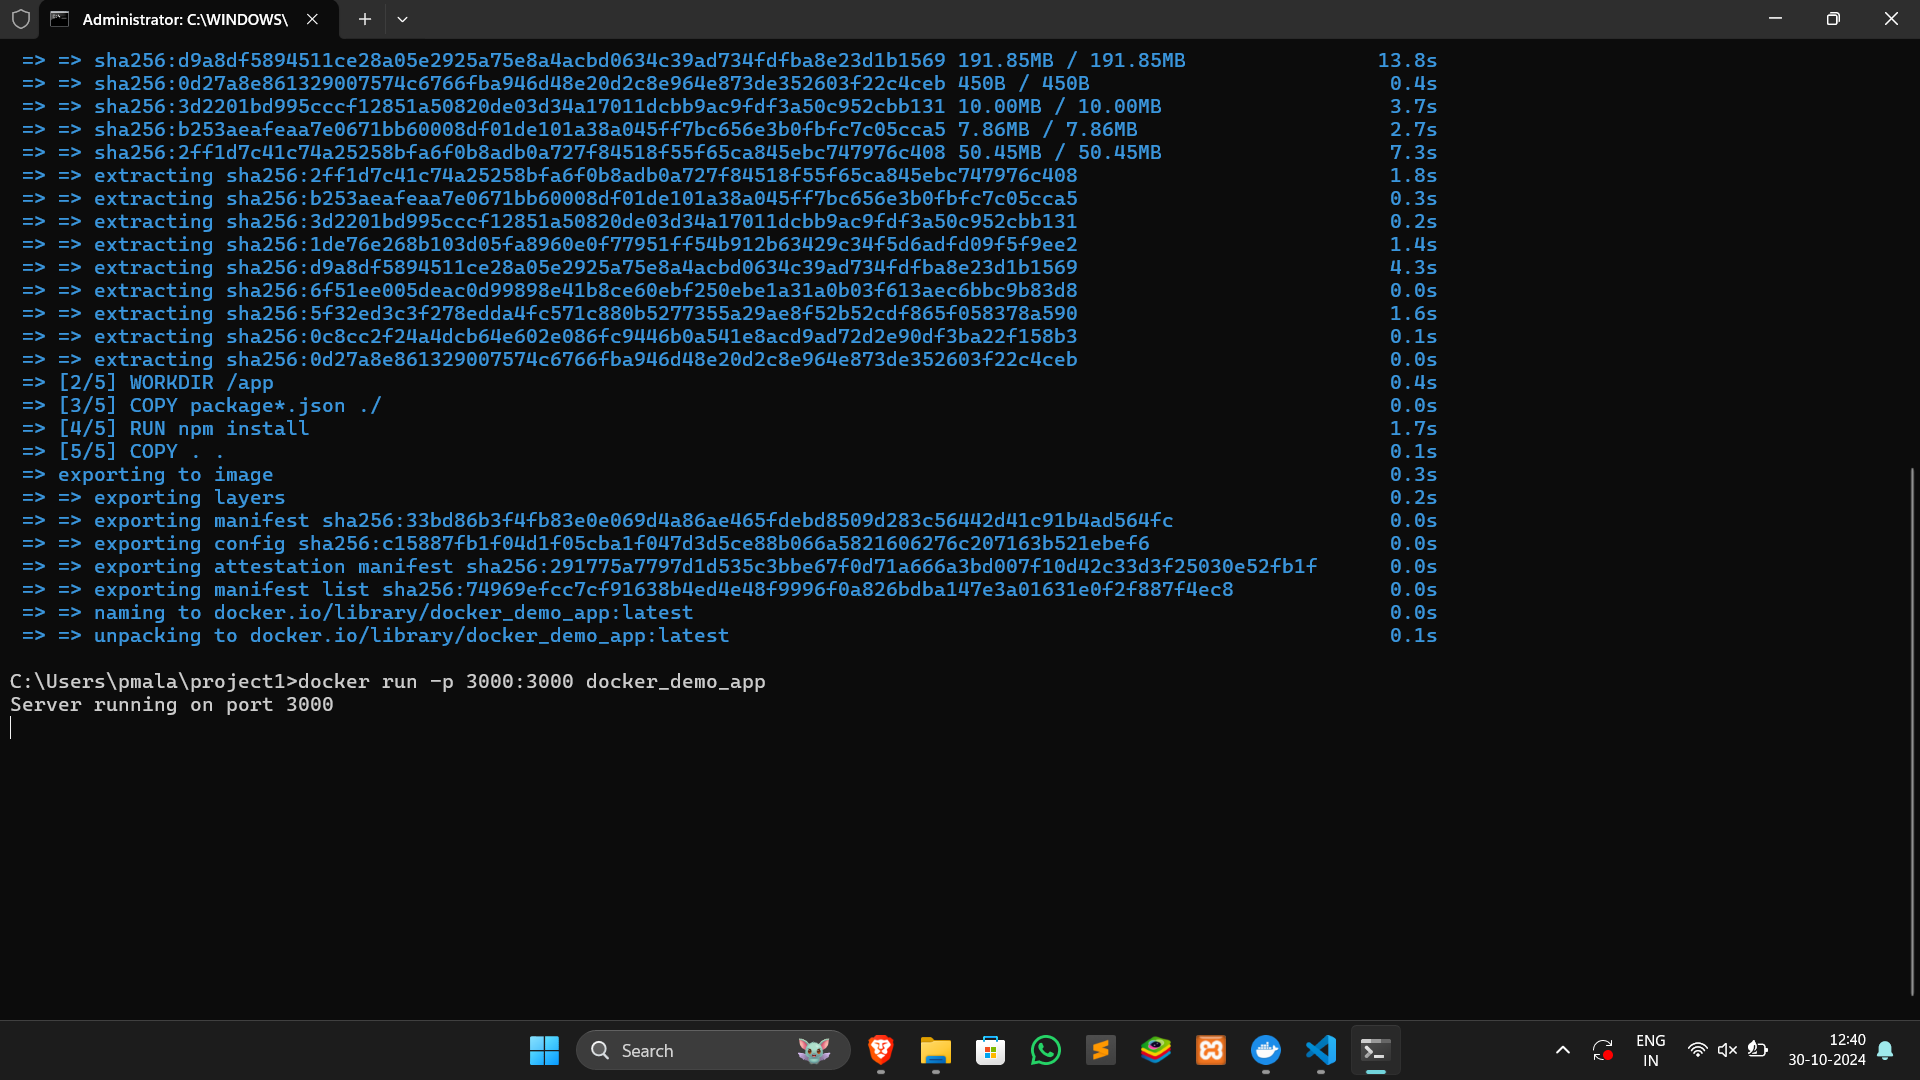 Administrator: C:\WINDOWS\
=> => sha256:d9a8df5894511ce28a05e2925a75e8a4acbd0634c39ad734fdfba8e23d1b1569 191.85MB / 191.85MB 13.8s
=> => sha256:0d27a8e861329007574c6766fba946d48e20d2c8e964e873de352603f22c4ceb 450B / 450B 0.4s
=> => sha256:3d2201bd995cccf12851a50820de03d34a17011dcbb9ac9fdf3a50c952cbb131 10.00MB / 10.00MB 3.7s
=> => sha256:b253aeafeaa7e0671bb60008df01de101a38a045ff7bc656e3b0fbfc7c05cca5 7.86MB / 7.86MB 2.7s
=> => sha256:2ff1d7c41c74a25258bfa6f0b8adb0a727f84518f55f65ca845ebc747976c408 50.45MB / 50.45MB 7.3s
=> => extracting sha256:2ff1d7c41c74a25258bfa6f0b8adb0a727f84518f55f65ca845ebc747976c408 1.8s
=> => extracting sha256:b253aeafeaa7e0671bb60008df01de101a38a045ff7bc656e3b0fbfc7c05cca5 0.3s
=> => extracting sha256:3d2201bd995cccf12851a50820de03d34a17011dcbb9ac9fdf3a50c952cbb131 0.2s
=> => extracting sha256:1de76e268b103d05fa8960e0f77951ff54b912b63429c34f5d6adfd09f5f9ee2 1.4s
=> => extracting sha256:d9a8df5894511ce28a05e2925a75e8a4acbd0634c39ad734fdfba8e23d1b1569 4.3s
=> => extracting sha256:6f51ee005deac0d99898e41b8ce60ebf250ebe1a31a0b03f613aec6bbc9b83d8 0.0s
=> => extracting sha256:5f32ed3c3f278edda4fc571c880b5277355a29ae8f52b52cdf865f058378a590 1.6s
=> => extracting sha256:0c8cc2f24a4dcb64e602e086fc9446b0a541e8acd9ad72d2e90df3ba22f158b3 0.1s
=> => extracting sha256:0d27a8e861329007574c6766fba946d48e20d2c8e964e873de352603f22c4ceb 0.0s
=> [2/5] WORKDIR /app 0.4s
=> [3/5] COPY package*.json ./ 0.0s
=> [4/5] RUN npm install 1.7s
=> [5/5] COPY . . 0.1s
=> exporting to image 0.3s
=> => exporting layers 0.2s
=> => exporting manifest sha256:33bd86b3f4fb83e0e069d4a86ae465fdebd8509d283c56442d41c91b4ad564fc 0.0s
=> => exporting config sha256:c15887fb1f04d1f05cba1f047d3d5ce88b066a5821606276c207163b521ebef6 0.0s
=> => exporting attestation manifest sha256:291775a7797d1d535c3bbe67f0d71a666a3bd007f10d42c33d3f25030e52fb1f 0.0s
=> => exporting manifest list sha256:74969efcc7cf91638b4ed4e48f9996f0a826bdba147e3a01631e0f2f887f4ec8 0.0s
=> => naming to docker.io/library/docker_demo_app:latest 0.0s
=> => unpacking to docker.io/library/docker_demo_app:latest 0.1s
C:\Users\pmala\project1>docker run -p 3000:3000 docker_demo_app
Server running on port 3000
Search
ENG
IN
12:40
30-10-2024